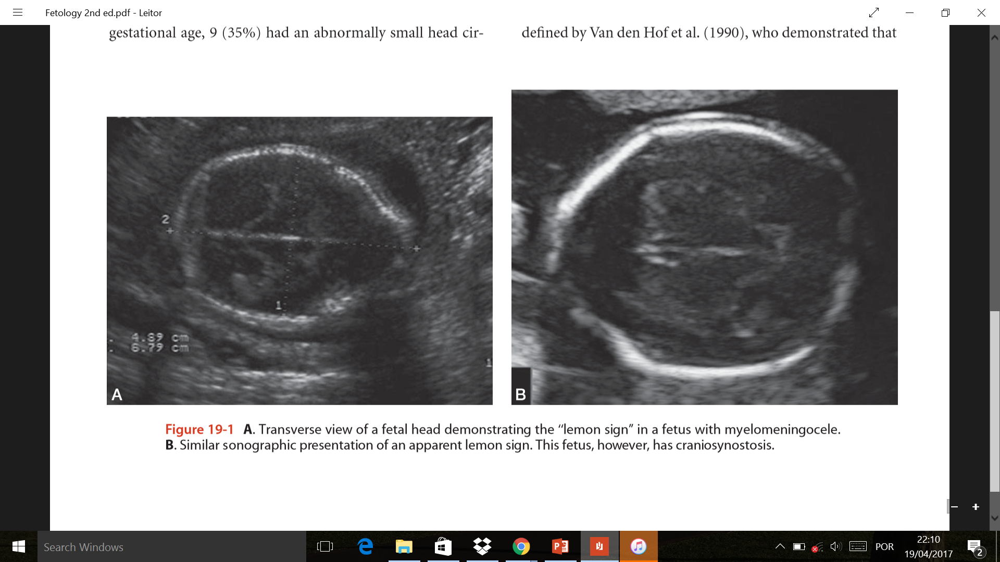 Fetology 2nd ed.pdf - Leitor
gestational age, 9 (35%) had an abnormally small head cir-
defined by Van den Hof et al. (1990), who demonstrated that
2
1
4.89 cm
6.79 cm
1
A
B
Figure 19-1 A. Transverse view of a fetal head demonstrating the “lemon sign” in a fetus with myelomeningocele.
B. Similar sonographic presentation of an apparent lemon sign. This fetus, however, has craniosynostosis.
Search Windows
POR
22:10
19/04/2017
2